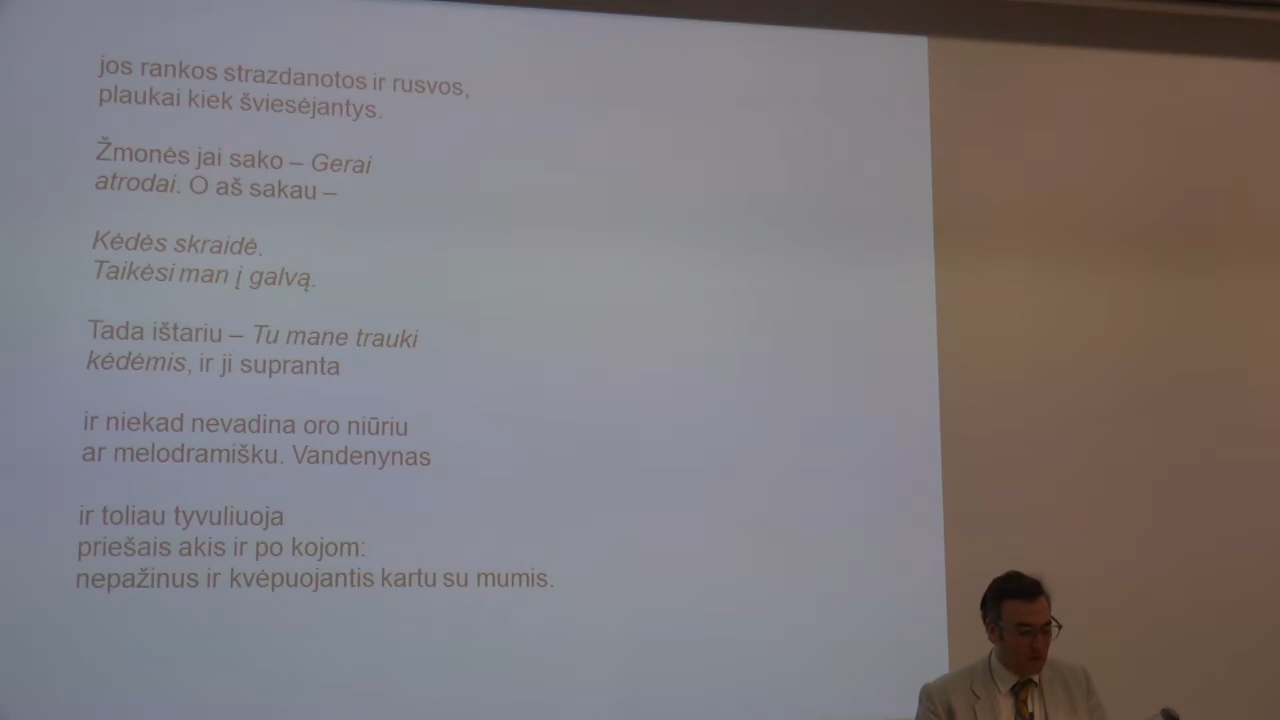 jos rankos strazdanotos ir rusvos,
plaukai kiek šviesėjantys.
Žmonės jai sako – Gerai
atrodai. O aš sakau –
Kėdės skraidė.
Taikėsi man į galvą.
Tada ištariu – Tu mane trauki
kėdėmis, ir ji supranta
ir niekad nevadina oro niūriu
ar melodramišku. Vandenynas
ir toliau tyvuliuoja
priešais akis ir po kojom:
nepažinus ir kvėpuojantis kartu su mumis.